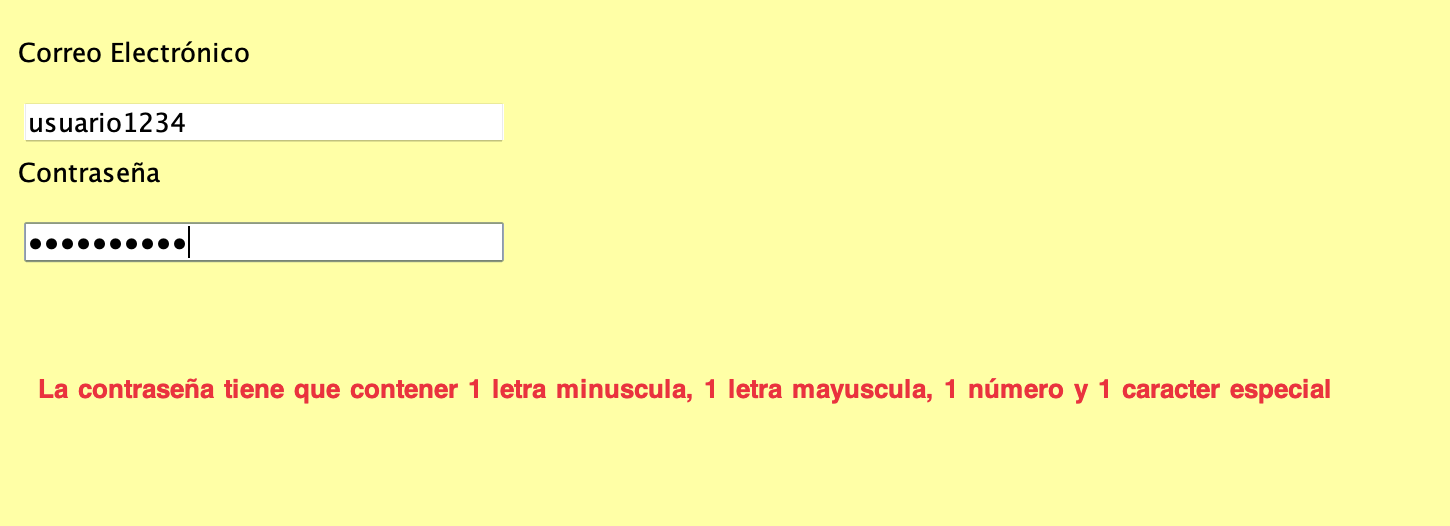 Correo Electrónico
usuario1234
Contraseña
••••••••••
La contraseña tiene que contener 1 letra minuscula, 1 letra mayuscula, 1 número y 1 caracter especial